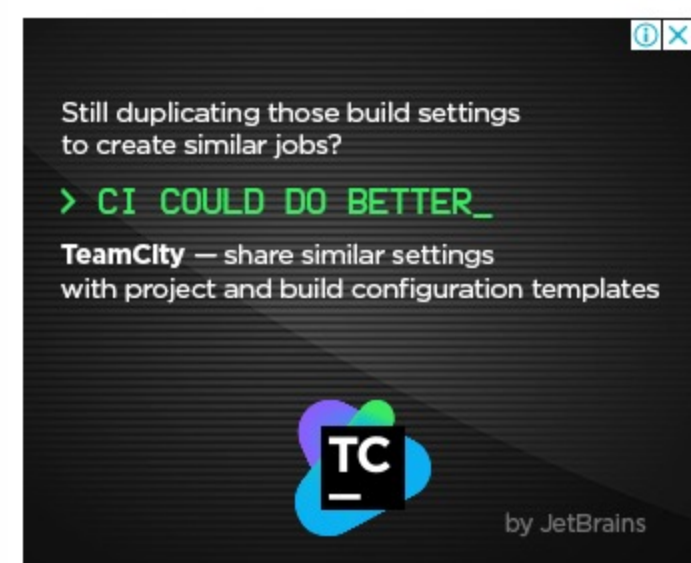 Still duplicating those build settings
to create similar jobs?
> CI COULD DO BETTER_
TeamCity — share similar settings
with project and build configuration templates
TC
by JetBrains